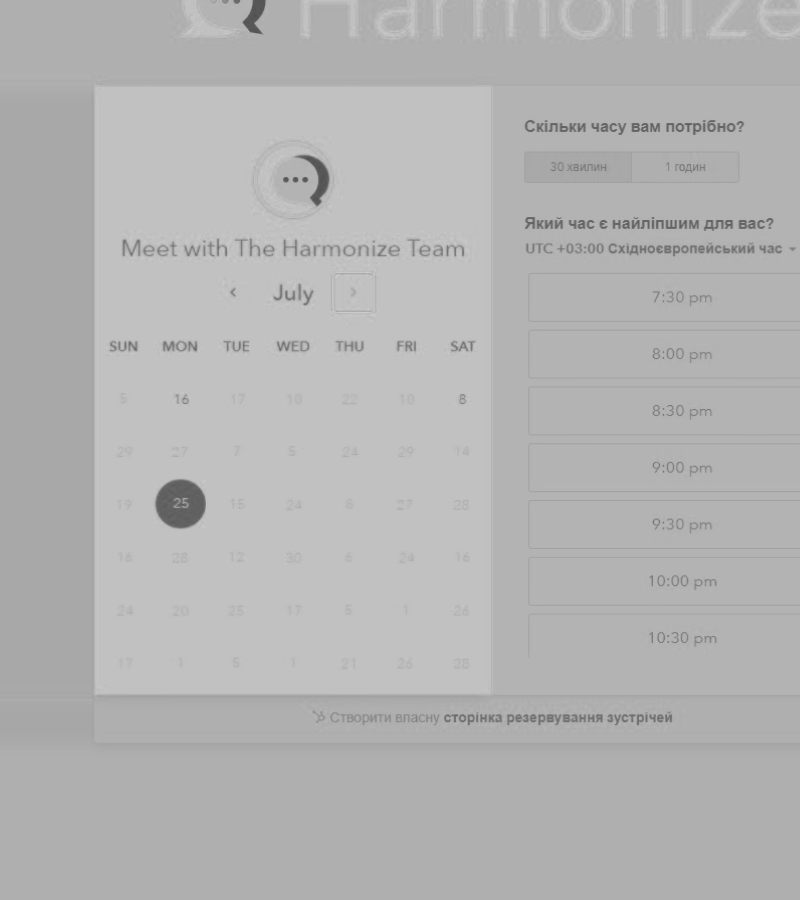 Harmonize
Meet with The Harmonize Team
July
SUN MON TUE WED THU FRI SAT
5 16 17 10 22 10 8
29 27 7 5 24 29 14
19 25 15 24 8 27 28
16 28 12 30 6 24 16
24 20 25 17 5 1 26
17 1 5 1 21 26 28
Скільки часу вам потрібно?
30 хвилин 1 годин
Який час є найліпшим для вас?
UTC +03:00 Східноєвропейський час
7:30 pm
8:00 pm
8:30 pm
9:00 pm
9:30 pm
10:00 pm
10:30 pm
Створити власну сторінка резервування зустрічей